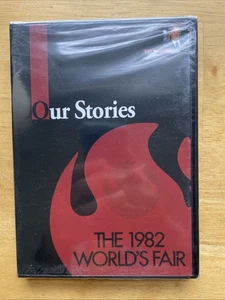 Our Stories
THE 1982
WORLD'S FAIR